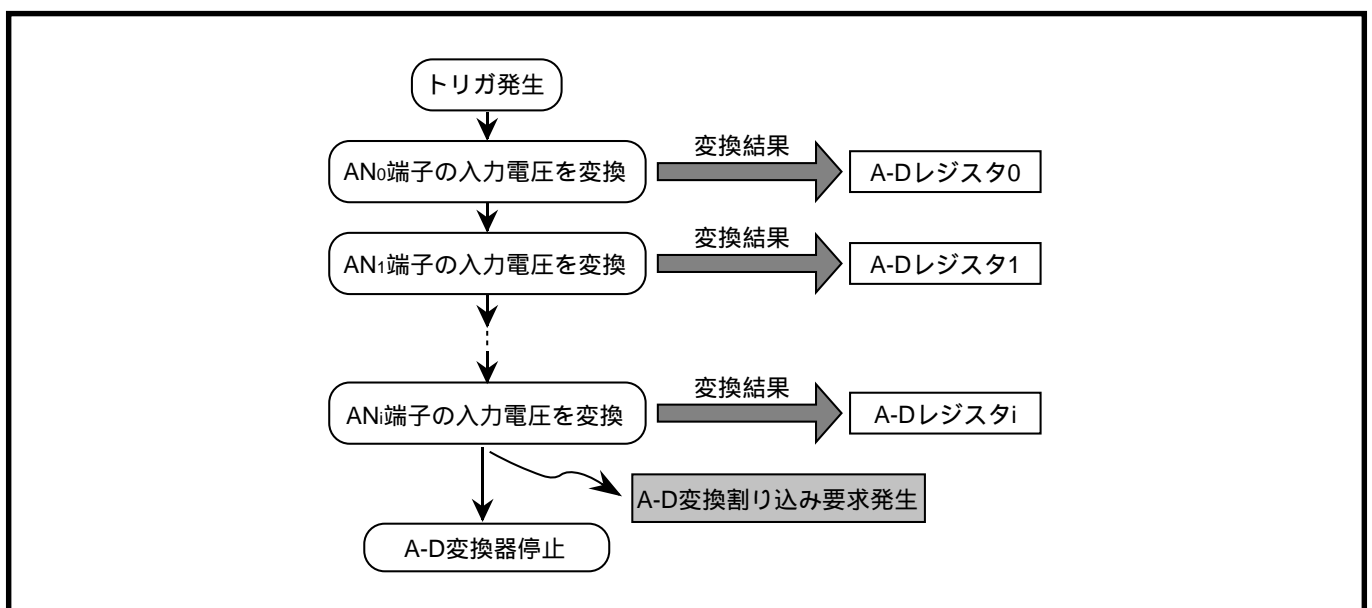 トリガ発生
AN0端子の入力電圧を変換
変換結果
A-Dレジスタ0
AN1端子の入力電圧を変換
変換結果
A-Dレジスタ1
ANi端子の入力電圧を変換
変換結果
A-Dレジスタi
A-D変換割り込み要求発生
A-D変換器停止